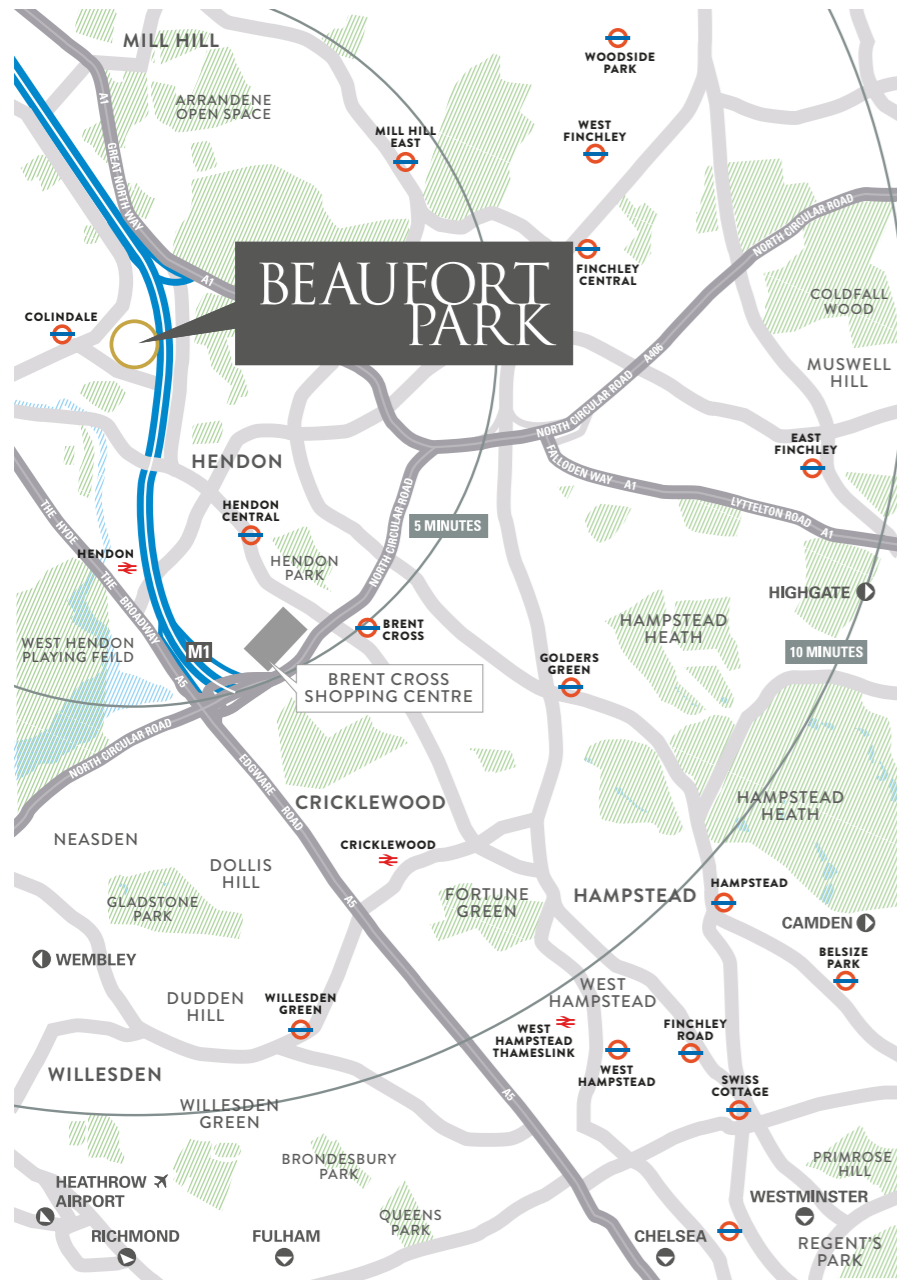 MILL HILL
WOODSIDE
PARK
A1
ARRANDENE
OPEN SPACE
MILL HILL
EAST
WEST
FINCHLEY
GREAT NORTH WAY
NORTH CIRCULAR ROAD
A1
BEAUFORT
PARK
FINCHLEY
CENTRAL
COLDFALL
WOOD
COLINDALE
A406
MUSWELL
HILL
NORTH CIRCULAR ROAD
EAST
FINCHLEY
HENDON
FALLODEN WAY
A1
LYTTELTON ROAD
A1
THE HYDE
HENDON
CENTRAL
NORTH CIRCULAR ROAD
5 MINUTES
HENDON
HENDON
PARK
THE BROADWAY
HIGHGATE
BRENT
CROSS
HAMPSTEAD
HEATH
WEST HENDON
PLAYING FEILD
M1
10 MINUTES
A5
BRENT CROSS
SHOPPING CENTRE
GOLDERS
GREEN
NORTH CIRCULAR ROAD
EDGWARE ROAD
CRICKLEWOOD
HAMPSTEAD
HEATH
NEASDEN
CRICKLEWOOD
DOLLIS
HILL
A5
GLADSTONE
PARK
FORTUNE
GREEN
HAMPSTEAD
HAMPSTEAD
CAMDEN
WEMBLEY
BELSIZE
PARK
DUDDEN
HILL
WILLESDEN
GREEN
WEST
HAMPSTEAD
WEST
HAMPSTEAD
THAMESLINK
FINCHLEY
ROAD
WEST
HAMPSTEAD
WILLESDEN
SWISS
COTTAGE
A5
WILLESDEN
GREEN
BRONDESBURY
PARK
PRIMROSE
HILL
HEATHROW
AIRPORT
WESTMINSTER
QUEENS
PARK
RICHMOND
FULHAM
CHELSEA
REGENT'S
PARK